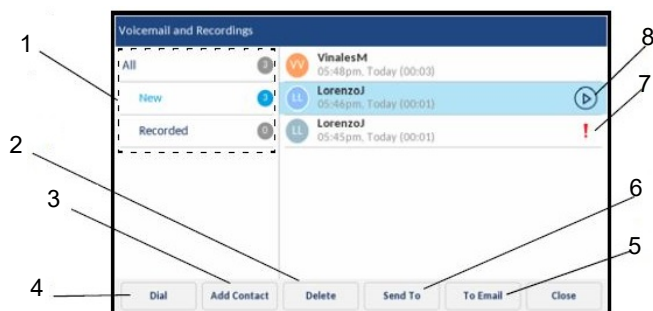 Voicemail and Recordings
1
All 3
New 3
Recorded 0
VV VinalesM
05:48pm, Today (00:03)
8
LL LorenzoJ
05:46pm, Today (00:01)
7
LL LorenzoJ
05:45pm, Today (00:01) !
2
3
6
5
4
Dial Add Contact Delete Send To To Email Close